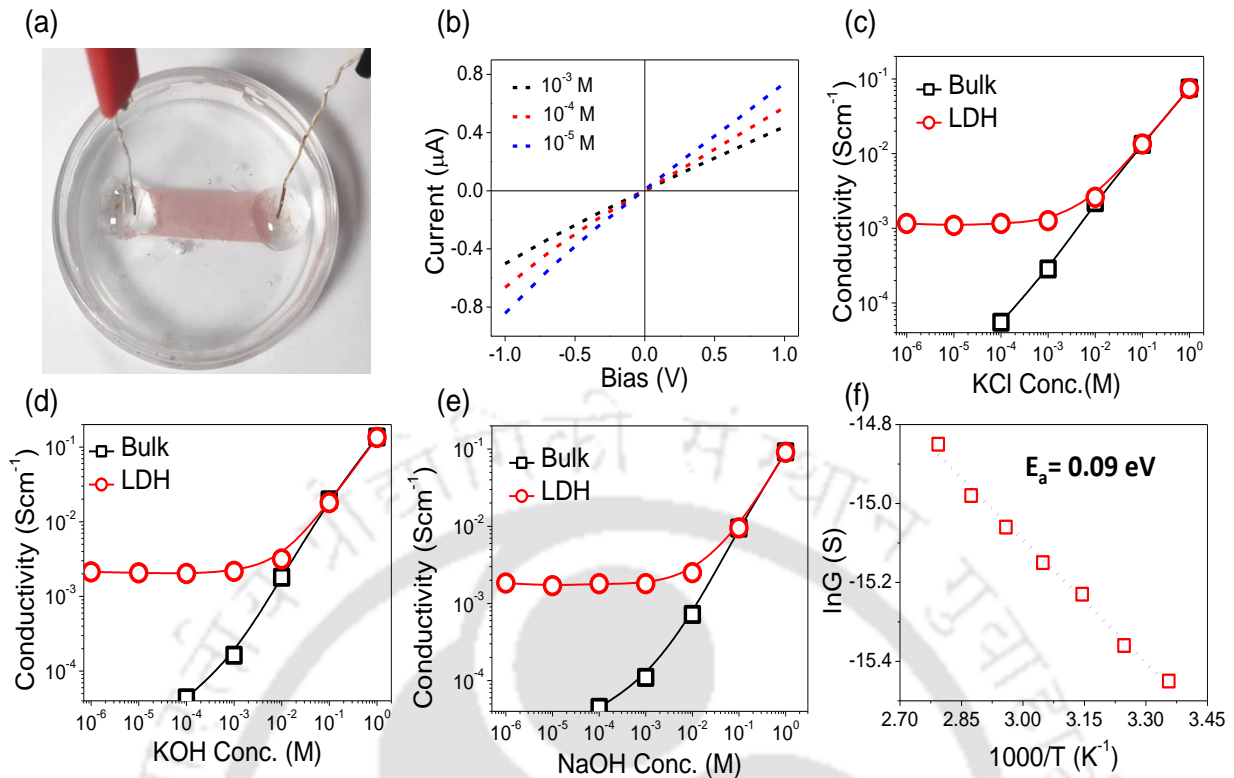 (a)
(b)
0.8
0.4
0.0
-0.4
-0.8
Current (μA)
10⁻³ M
10⁻⁴ M
10⁻⁵ M
-1.0 -0.5 0.0 0.5 1.0
Bias (V)
(c)
Conductivity (Scm⁻¹)
10⁻¹
10⁻²
10⁻³
10⁻⁴
Bulk
LDH
10⁻⁶ 10⁻⁵ 10⁻⁴ 10⁻³ 10⁻² 10⁻¹ 10⁰
KCl Conc.(M)
(d)
Conductivity (Scm⁻¹)
10⁻¹
10⁻²
10⁻³
10⁻⁴
Bulk
LDH
10⁻⁶ 10⁻⁵ 10⁻⁴ 10⁻³ 10⁻² 10⁻¹ 10⁰
KOH Conc. (M)
(e)
Conductivity (Scm⁻¹)
10⁻¹
10⁻²
10⁻³
10⁻⁴
Bulk
LDH
10⁻⁶ 10⁻⁵ 10⁻⁴ 10⁻³ 10⁻² 10⁻¹ 10⁰
NaOH Conc. (M)
(f)
lnG (S)
-14.8
-15.0
-15.2
-15.4
Eₐ= 0.09 eV
2.70 2.85 3.00 3.15 3.30 3.45
1000/T (K⁻¹)